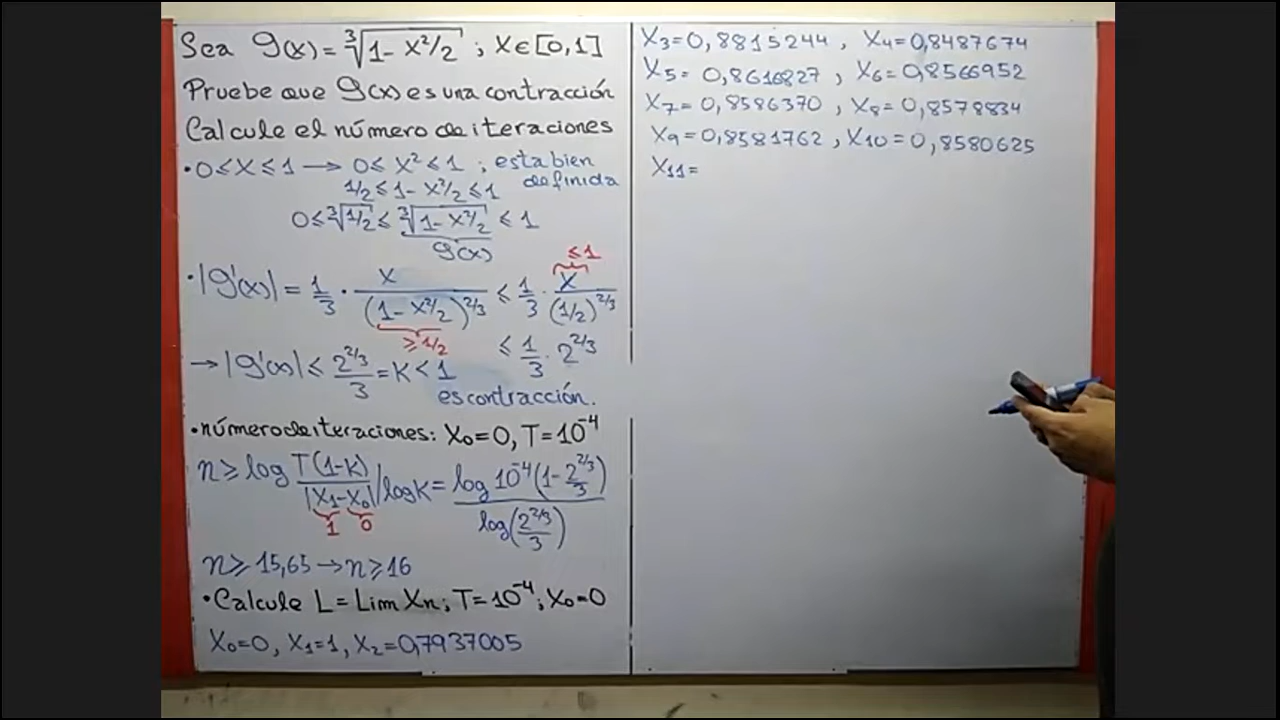 Sea g(x) = ∛(1 - x²/2) ; x ∈ [0,1]
Pruebe que g(x) es una contracción
Calcule el número de iteraciones
• 0 ≤ x ≤ 1 → 0 ≤ x² ≤ 1 ; esta bien definida
1/2 ≤ 1 - x²/2 ≤ 1
0 ≤ ∛(1/2) ≤ ∛(1 - x²/2) ≤ 1
g(x)
≤ 1
• |g'(x)| = 1/3 · x/(1 - x²/2)^(2/3) ≤ 1/3 · x/(1/2)^(2/3)
≥ 1/2
≤ 1/3 · 2^(2/3)
→ |g'(x)| ≤ 2^(2/3)/3 = K < 1
es contracción.
• número de iteraciones: X₀=0, T=10⁻⁴
n ≥ log T(1-K)/|X₁-X₀| / log K = log 10⁻⁴(1 - 2^(2/3)/3) / log(2^(2/3)/3)
1 0
n ≥ 15,65 → n ≥ 16
• Calcule L = Lim Xn ; T=10⁻⁴ ; X₀=0
X₀=0, X₁=1, X₂=0,7937005
X₃=0,8815244 , X₄=0,8487674
X₅= 0,8616827 , X₆=0,8566952
X₇=0,8586370 , X₈=0,8578834
X₉=0,8581762 , X₁₀=0,8580625
X₁₁=